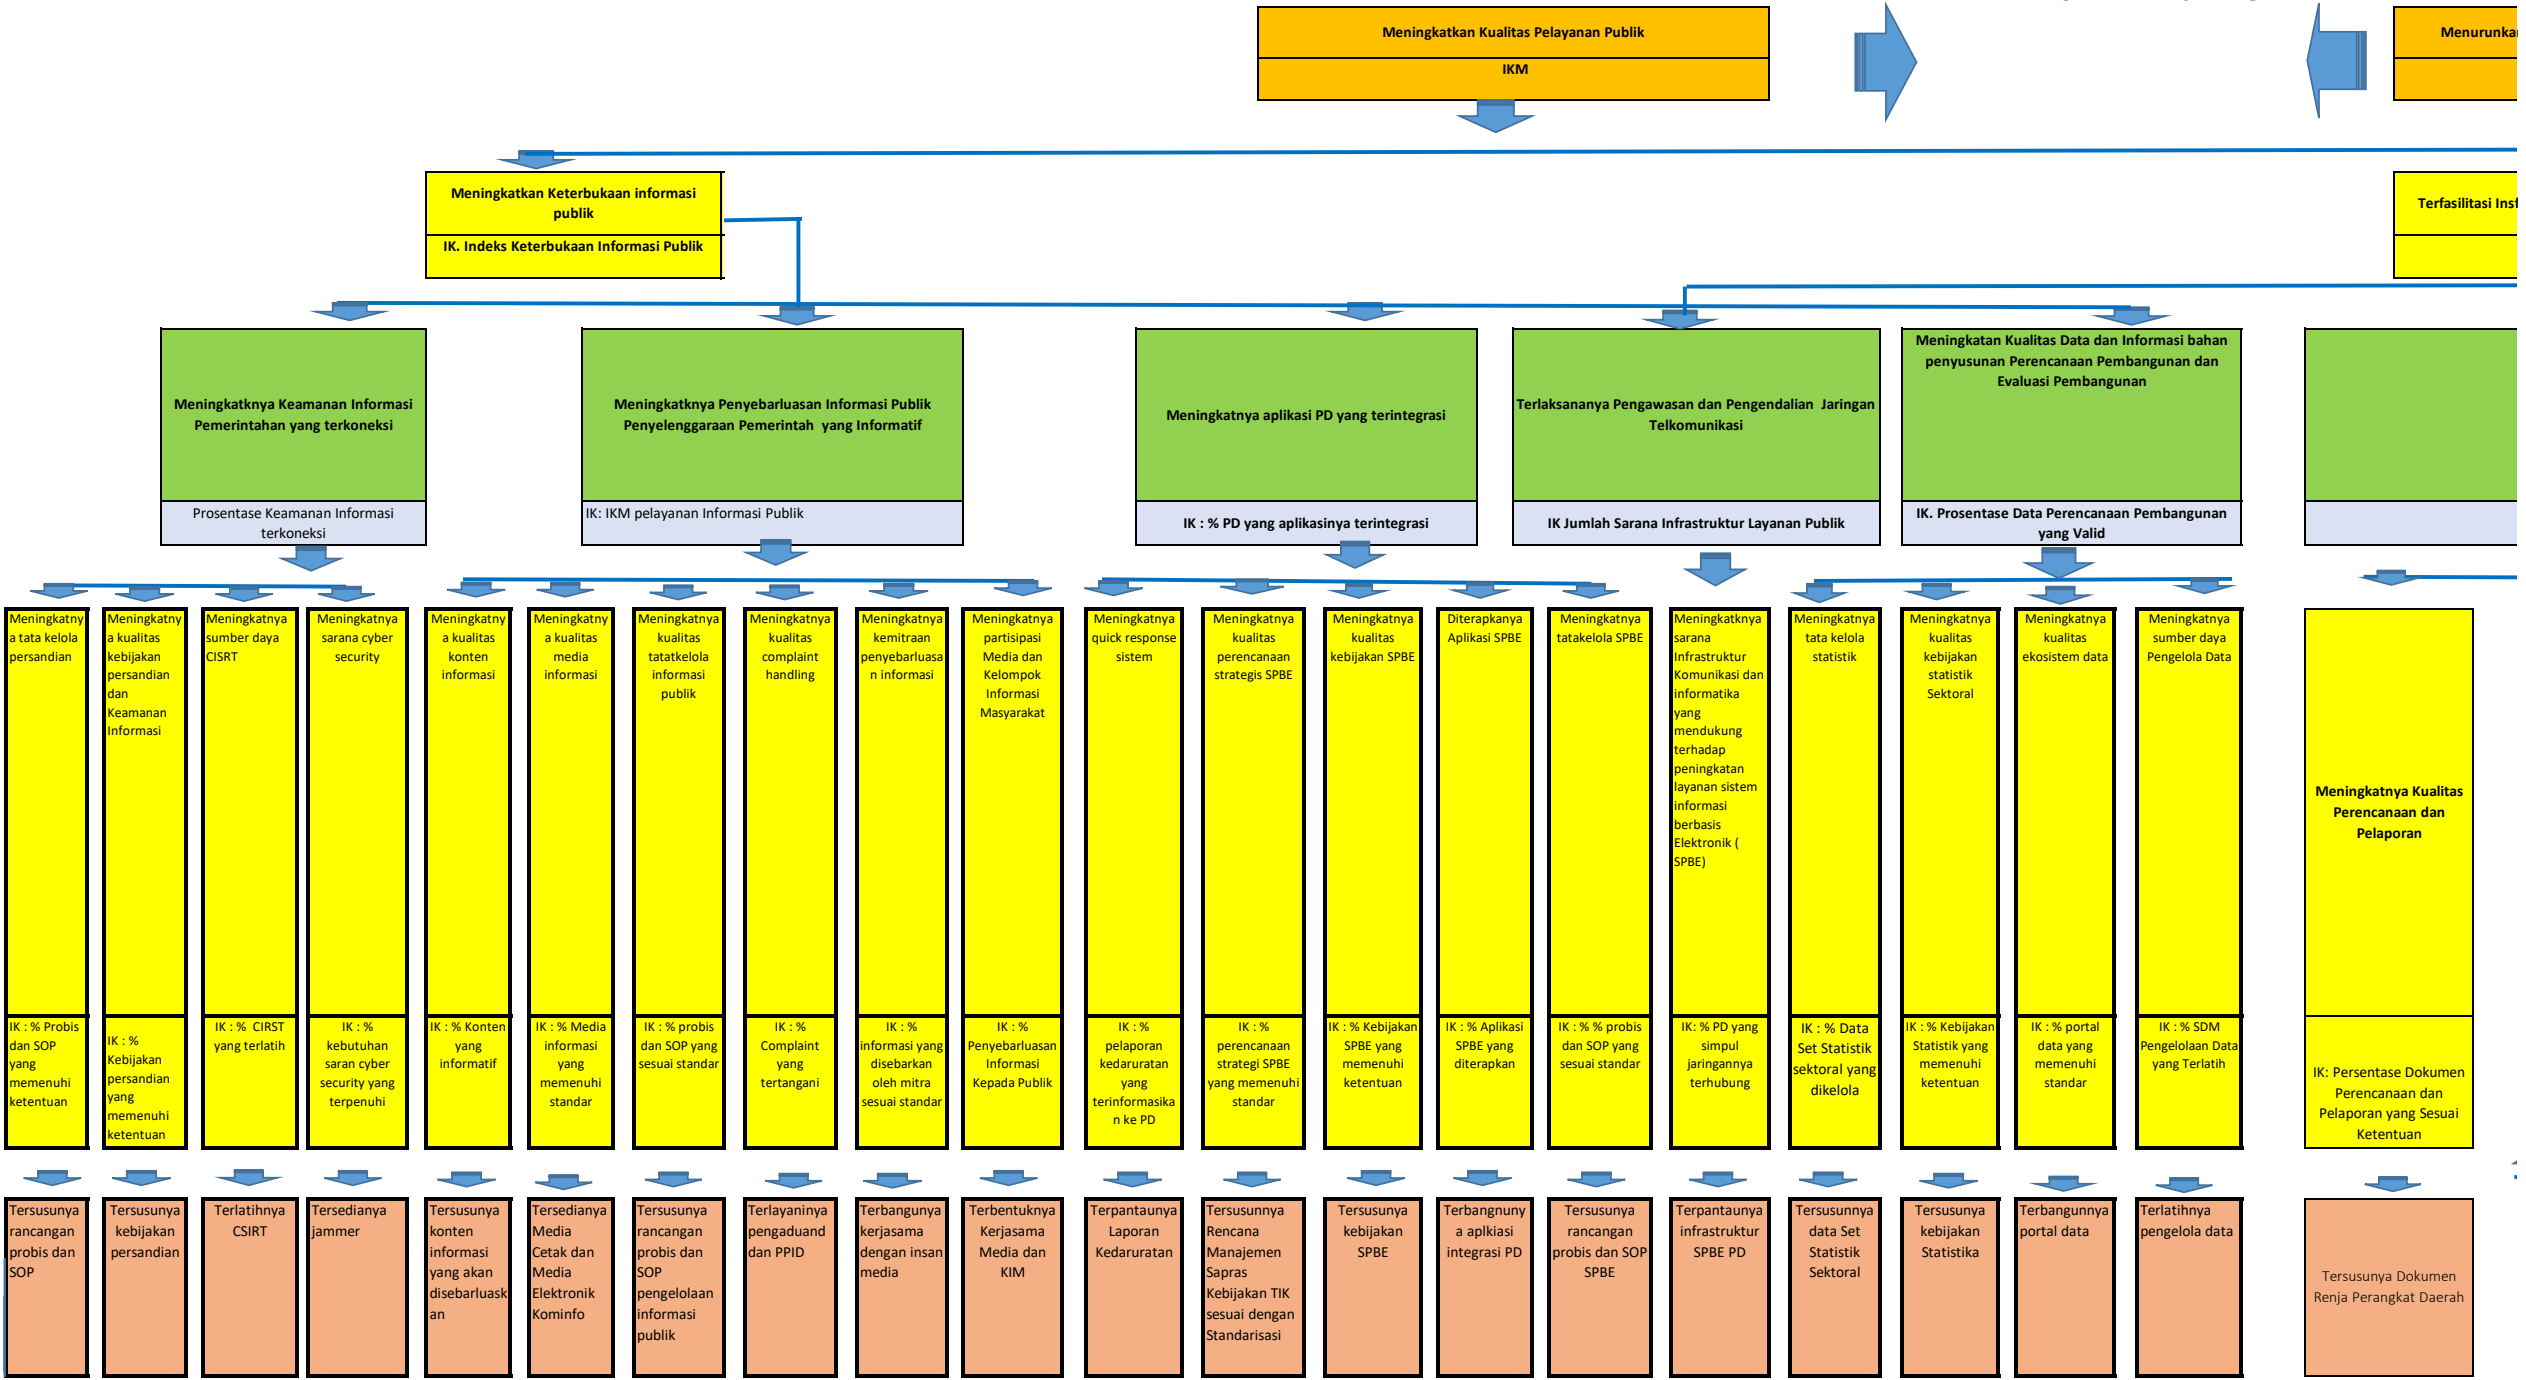 Meningkatkan Kualitas Pelayanan Publik
IKM
Menurunka
Meningkatkan Keterbukaan informasi
publik
IK. Indeks Keterbukaan Informasi Publik
Terfasilitasi Insf
Meningkatknya Keamanan Informasi
Pemerintahan yang terkoneksi
Prosentase Keamanan Informasi
terkoneksi
Meningkatknya Penyebarluasan Informasi Publik
Penyelenggaraan Pemerintah  yang Informatif
IK: IKM pelayanan Informasi Publik
Meningkatnya aplikasi PD yang terintegrasi
IK : % PD yang aplikasinya terintegrasi
Terlaksananya Pengawasan dan Pengendalian  Jaringan
Telkomunikasi
IK Jumlah Sarana Infrastruktur Layanan Publik
Meningkatan Kualitas Data dan Informasi bahan
penyusunan Perencanaan Pembangunan dan
Evaluasi Pembangunan
IK. Prosentase Data Perencanaan Pembangunan
yang Valid
Meningkatny
a tata kelola
persandian
Meningkatny
a kualitas
kebijakan
persandian
dan
Keamanan
Informasi
Meningkatnya
sumber daya
CISRT
Meningkatnya
sarana cyber
security
Meningkatny
a kualitas
konten
informasi
Meningkatny
a kualitas
media
informasi
Meningkatnya
kualitas
tatatkelola
informasi
publik
Meningkatnya
kualitas
complaint
handling
Meningkatnya
kemitraan
penyebarluasa
n informasi
Meningkatnya
partisipasi
Media dan
Kelompok
Informasi
Masyarakat
Meningkatnya
quick response
sistem
Meningkatnya
kualitas
perencanaan
strategis SPBE
Meningkatnya
kualitas
kebijakan SPBE
Diterapkanya
Aplikasi SPBE
Meningkatnya
tatakelola SPBE
Meningkatknya
sarana
Infrastruktur
Komunikasi dan
informatika
yang
mendukung
terhadap
peningkatan
layanan sistem
informasi
berbasis
Elektronik (
SPBE)
Meningkatnya
tata kelola
statistik
Meningkatnya
kualitas
kebijakan
statistik
Sektoral
Meningkatnya
kualitas
ekosistem data
Meningkatnya
sumber daya
Pengelola Data
Meningkatnya Kualitas
Perencanaan dan
Pelaporan
IK : % Probis
dan SOP
yang
memenuhi
ketentuan
IK : %
Kebijakan
persandian
yang
memenuhi
ketentuan
IK : %  CIRST
yang terlatih
IK : %
kebutuhan
saran cyber
security yang
terpenuhi
IK : % Konten
yang
informatif
IK : % Media
informasi
yang
memenuhi
standar
IK : % probis
dan SOP yang
sesuai standar
IK : %
Complaint
yang
tertangani
IK : %
informasi yang
disebarkan
oleh mitra
sesuai standar
IK : %
Penyebarluasan
Informasi
Kepada Publik
IK : %
pelaporan
kedaruratan
yang
terinformasika
n ke PD
IK : %
perencanaan
strategi SPBE
yang memenuhi
standar
IK : % Kebijakan
SPBE yang
memenuhi
ketentuan
IK : % Aplikasi
SPBE yang
diterapkan
IK : % % probis
dan SOP yang
sesuai standar
IK: % PD yang
simpul
jaringannya
terhubung
IK : % Data
Set Statistik
sektoral yang
dikelola
IK : % Kebijakan
Statistik yang
memenuhi
ketentuan
IK : % portal
data yang
memenuhi
standar
IK : % SDM
Pengelolaan Data
yang Terlatih
IK: Persentase Dokumen
Perencanaan dan
Pelaporan yang Sesuai
Ketentuan
Tersusunya
rancangan
probis dan
SOP
Tersusunya
kebijakan
persandian
Terlatihnya
CSIRT
Tersedianya
jammer
Tersusunya
konten
informasi
yang akan
disebarluask
an
Tersedianya
Media
Cetak dan
Media
Elektronik
Kominfo
Tersusunya
rancangan
probis dan
SOP
pengelolaan
informasi
publik
Terlayaninya
pengaduand
dan PPID
Terbangunya
kerjasama
dengan insan
media
Terbentuknya
Kerjasama
Media dan
KIM
Terpantaunya
Laporan
Kedaruratan
Tersusunnya
Rencana
Manajemen
Sapras
Kebijakan TIK
sesuai dengan
Standarisasi
Tersusunya
kebijakan
SPBE
Terbangnuny
a aplkiasi
integrasi PD
Tersusunya
rancangan
probis dan SOP
SPBE
Terpantaunya
infrastruktur
SPBE PD
Tersusunnya
data Set
Statistik
Sektoral
Tersusunya
kebijakan
Statistika
Terbangunnya
portal data
Terlatihnya
pengelola data
Tersusunya Dokumen
Renja Perangkat Daerah